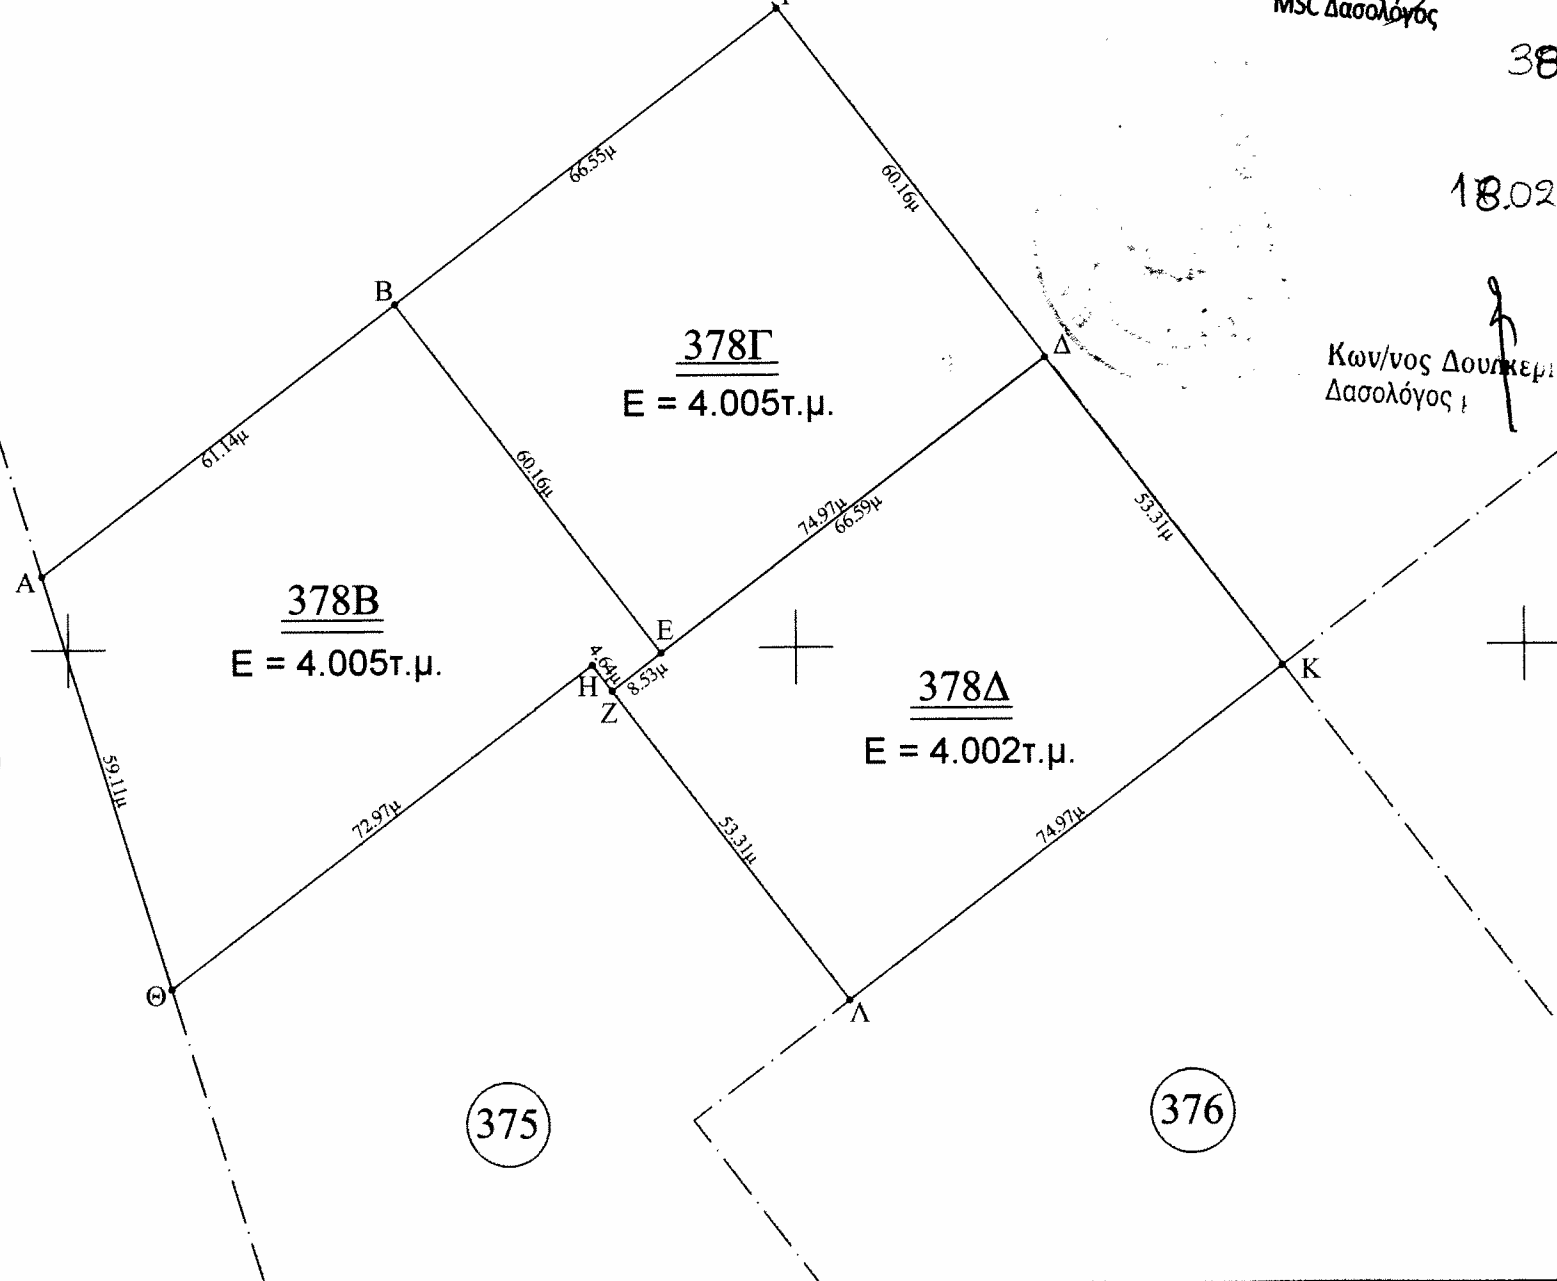 MSC Δασολόγος
38
66.55μ
60.16μ
18.02
B
378Γ
Ε = 4.005τ.μ.
Δ
Κων/νος
Δασολόγος
61.14μ
60.16μ
74.97μ
66.59μ
53.31μ
A
378B
Ε = 4.005τ.μ.
E
4.64μ
8.53μ
H
Z
K
378Δ
Ε = 4.002τ.μ.
59.11μ
72.97μ
53.31μ
74.97μ
Θ
Λ
375
376